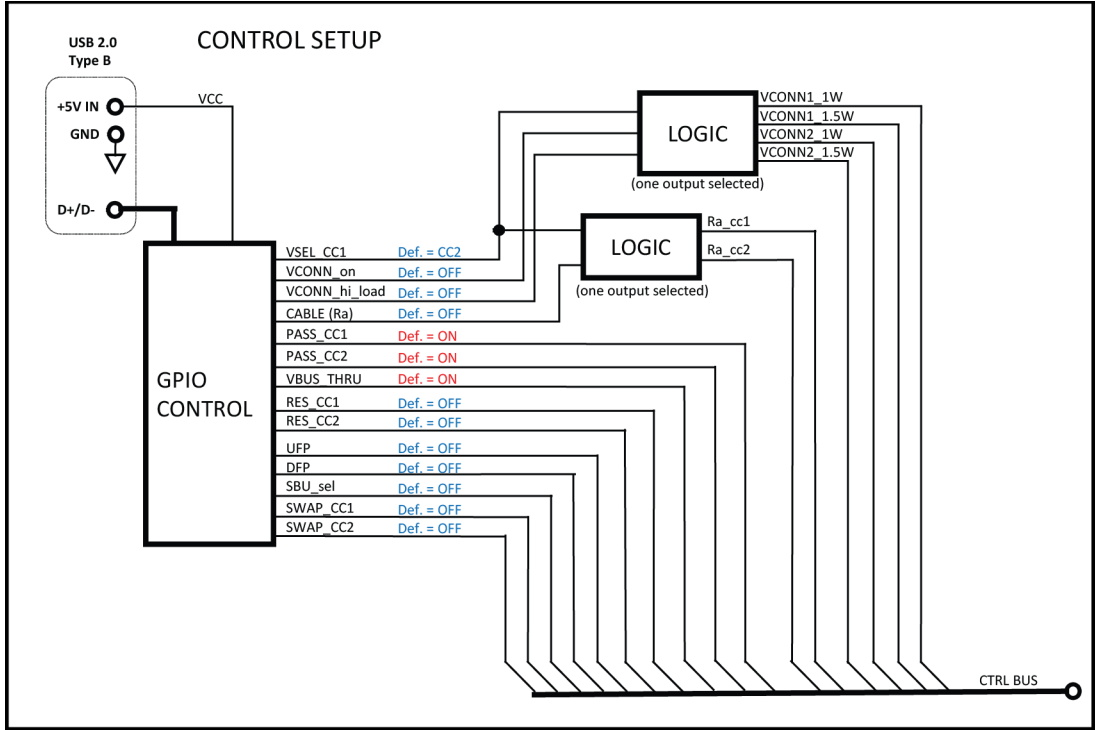 CONTROL SETUP
USB 2.0
Type B
+5V IN
VCC
GND
D+/D-
LOGIC
(one output selected)
VCONN1_1W
VCONN1_1.5W
VCONN2_1W
VCONN2_1.5W
LOGIC
(one output selected)
Ra_cc1
Ra_cc2
GPIO
CONTROL
VSEL_CC1 Def. = CC2
VCONN_on Def. = OFF
VCONN_hi_load Def. = OFF
CABLE (Ra) Def. = OFF
PASS_CC1 Def. = ON
PASS_CC2 Def. = ON
VBUS_THRU Def. = ON
RES_CC1 Def. = OFF
RES_CC2 Def. = OFF
UFP Def. = OFF
DFP Def. = OFF
SBU_sel Def. = OFF
SWAP_CC1 Def. = OFF
SWAP_CC2 Def. = OFF
CTRL BUS